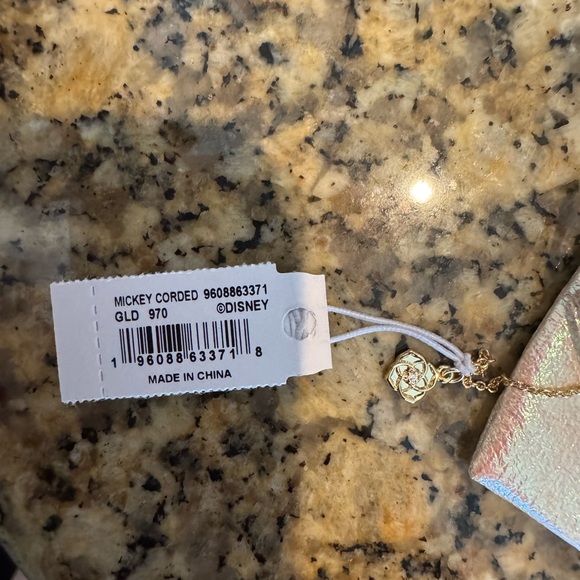 MICKEY CORDED 9608863371
GLD 970 ©DISNEY
1 96088 63371 8
MADE IN CHINA